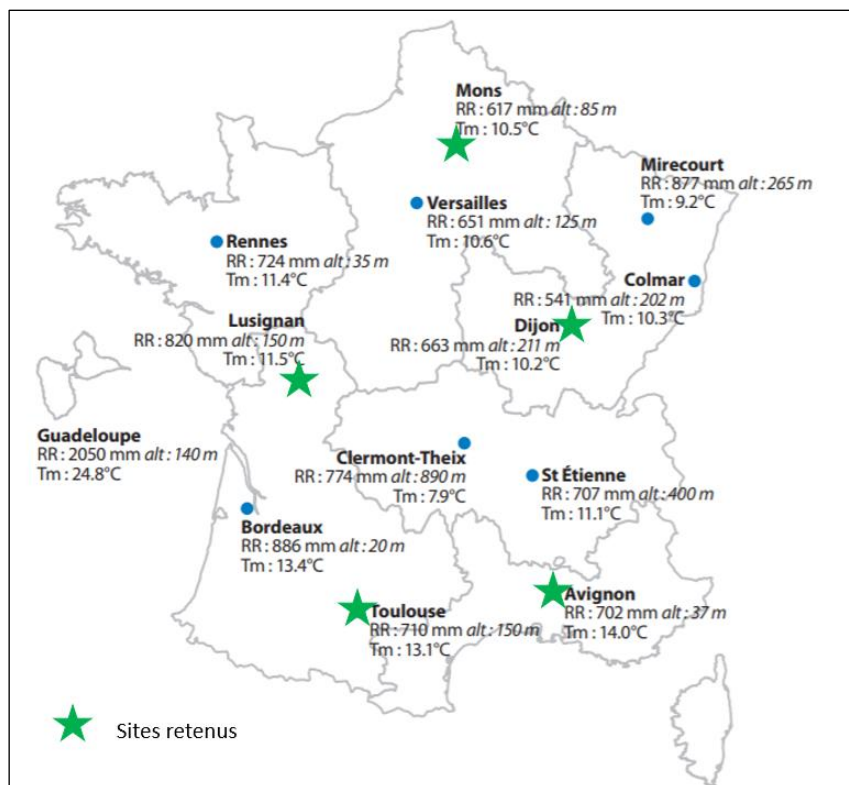 Mons
RR : 617 mm alt : 85 m
Tm : 10.5°C
Mirecourt
RR : 877 mm alt : 265 m
Tm : 9.2°C
Versailles
RR : 651 mm alt : 125 m
Tm : 10.6°C
Rennes
RR : 724 mm alt : 35 m
Tm : 11.4°C
Colmar
RR : 541 mm alt : 202 m
Tm : 10.3°C
Lusignan
RR : 820 mm alt : 150 m
Tm : 11.5°C
Dijon
RR : 663 mm alt : 211 m
Tm : 10.2°C
Guadeloupe
RR : 2050 mm alt : 140 m
Tm : 24.8°C
Clermont-Theix
RR : 774 mm alt : 890 m
Tm : 7.9°C
St Étienne
RR : 707 mm alt : 400 m
Tm : 11.1°C
Bordeaux
RR : 886 mm alt : 20 m
Tm : 13.4°C
Avignon
RR : 702 mm alt : 37 m
Tm : 14.0°C
Toulouse
RR : 710 mm alt : 150 m
Tm : 13.1°C
Sites retenus